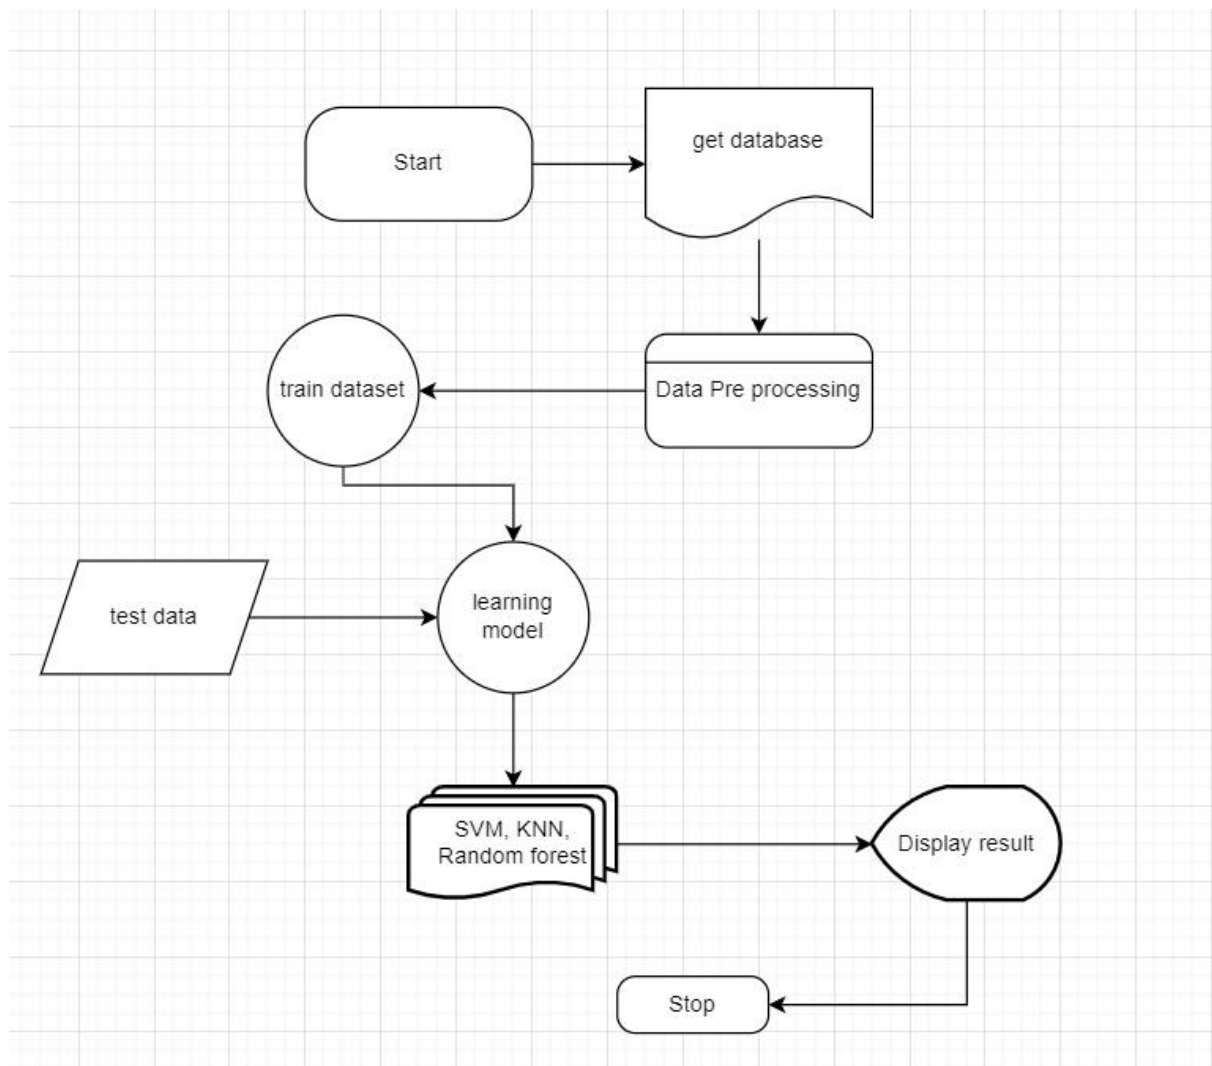 Start
get database
train dataset
Data Pre processing
test data
learning
model
SVM, KNN,
Random forest
Display result
Stop